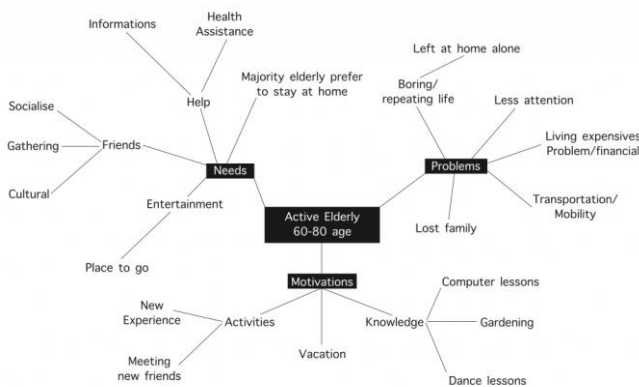 Informations
Health
Assistance
Help
Majority elderly prefer
to stay at home
Socialise
Gathering
Cultural
Friends
Needs
Entertainment
Place to go
Left at home alone
Boring/
repeating life
Less attention
Living expensives
Problem/financial
Problems
Transportation/
Mobility
Lost family
Active Elderly
60-80 age
Motivations
New
Experience
Activities
Meeting
new friends
Vacation
Knowledge
Computer lessons
Gardening
Dance lessons